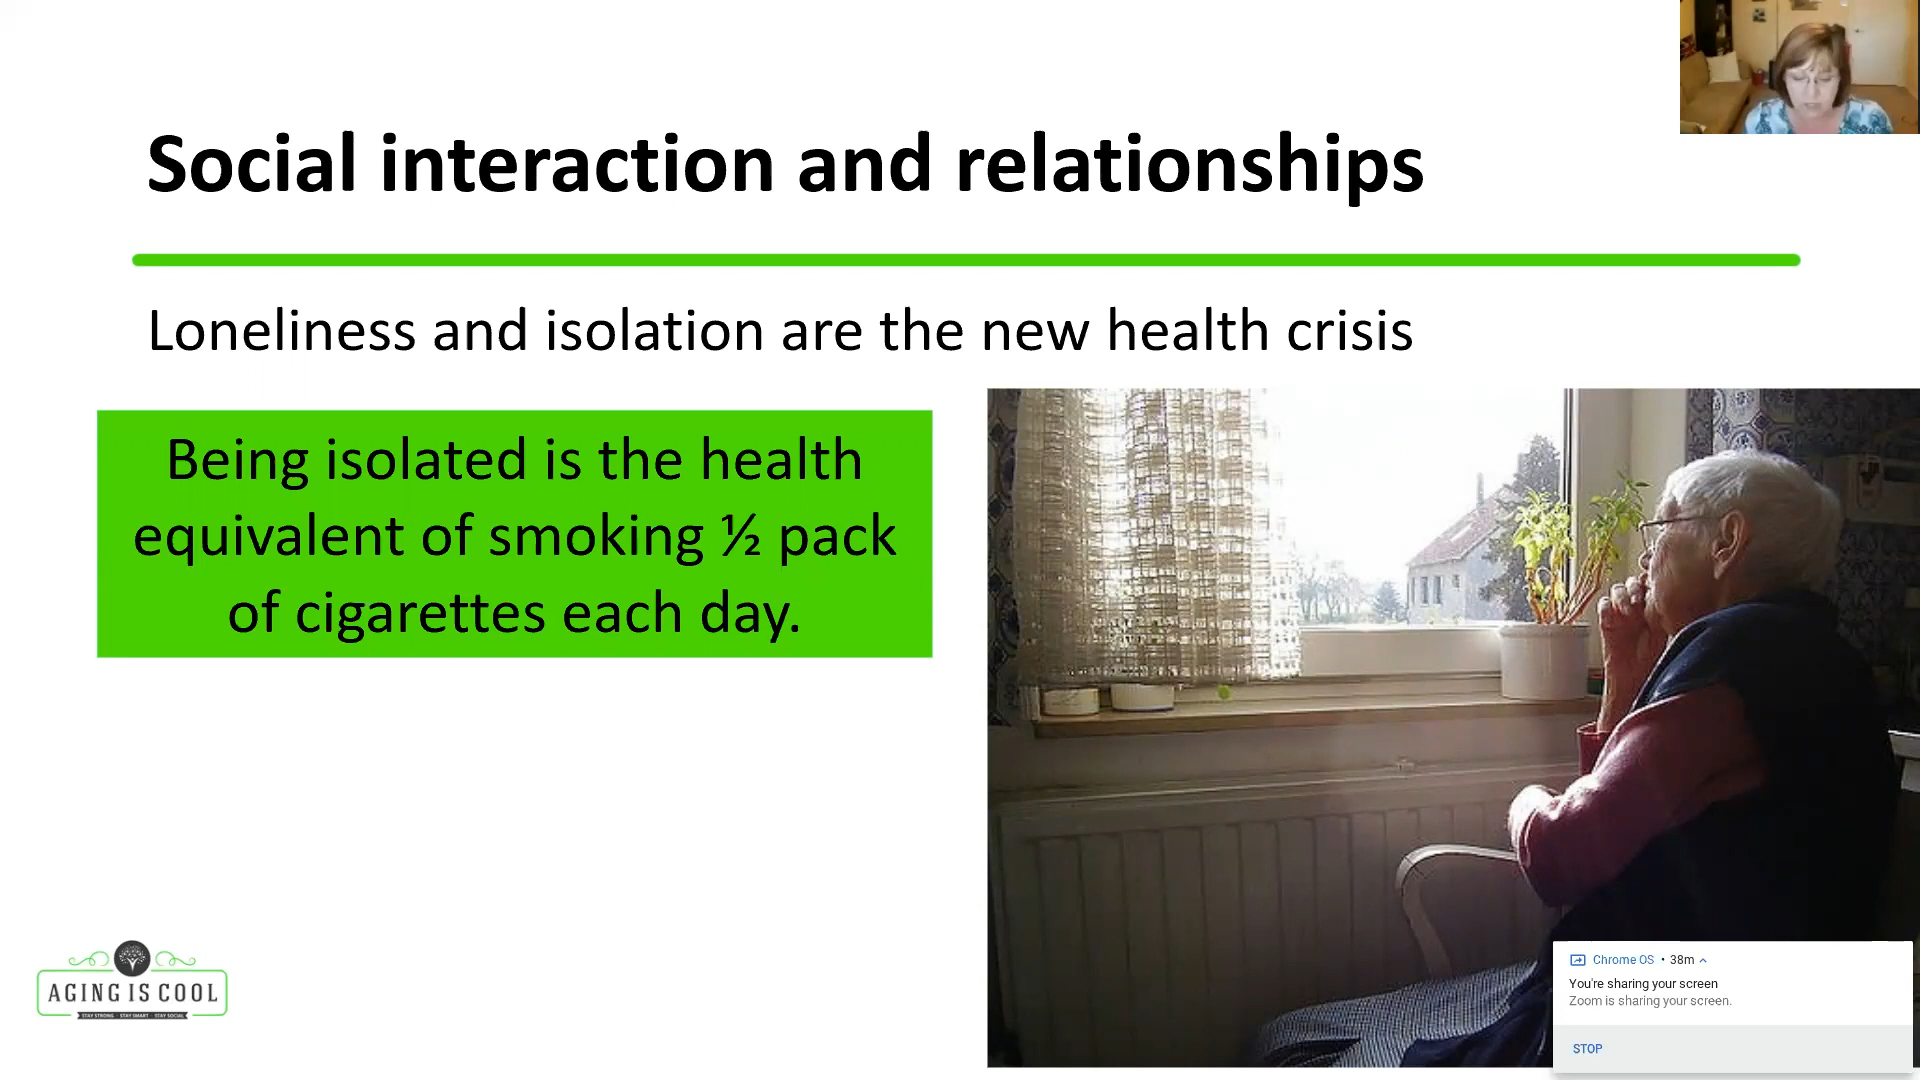 Social interaction and relationships
Loneliness and isolation are the new health crisis
Being isolated is the health
equivalent of smoking ½ pack
of cigarettes each day.
AGING IS COOL
STAY STRONG · STAY SMART · STAY SOCIAL
Chrome OS • 38m
You're sharing your screen
Zoom is sharing your screen.
STOP